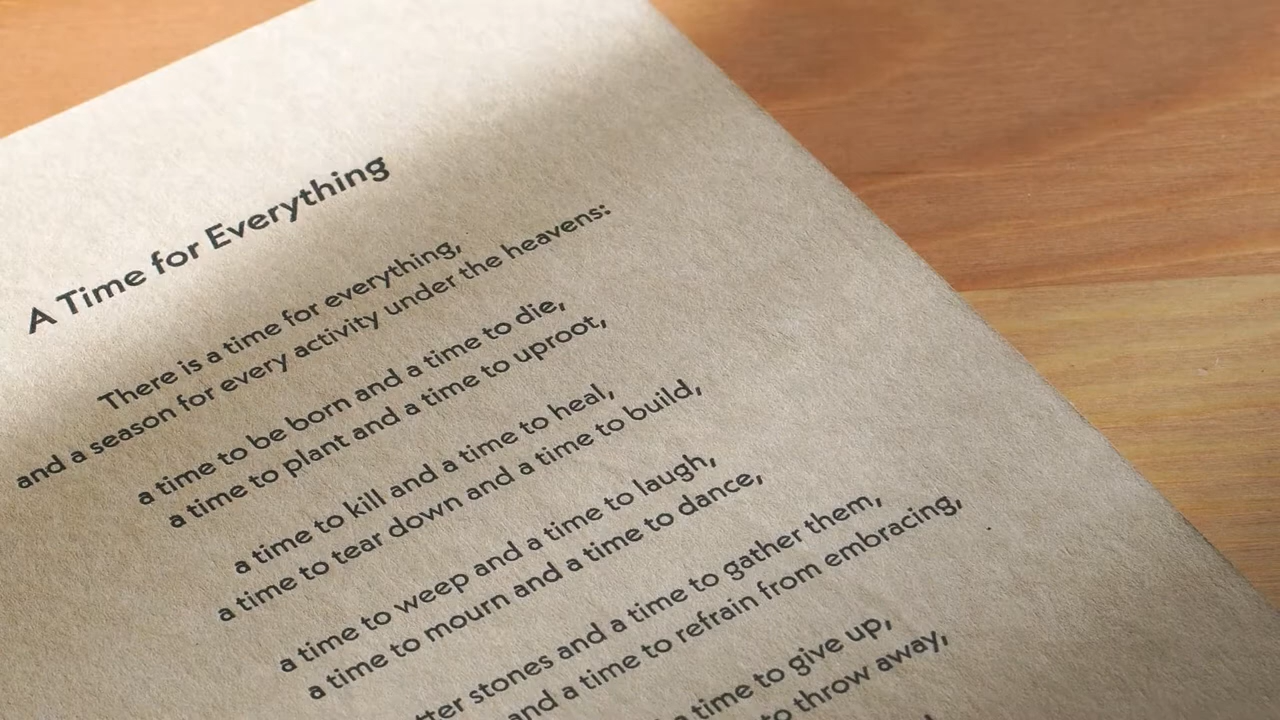 A Time for Everything
There is a time for everything,
and a season for every activity under the heavens:
a time to be born and a time to die,
a time to plant and a time to uproot,
a time to kill and a time to heal,
a time to tear down and a time to build,
a time to weep and a time to laugh,
a time to mourn and a time to dance,
tter stones and a time to gather them,
and a time to refrain from embracing,
time to give up,
to throw away,